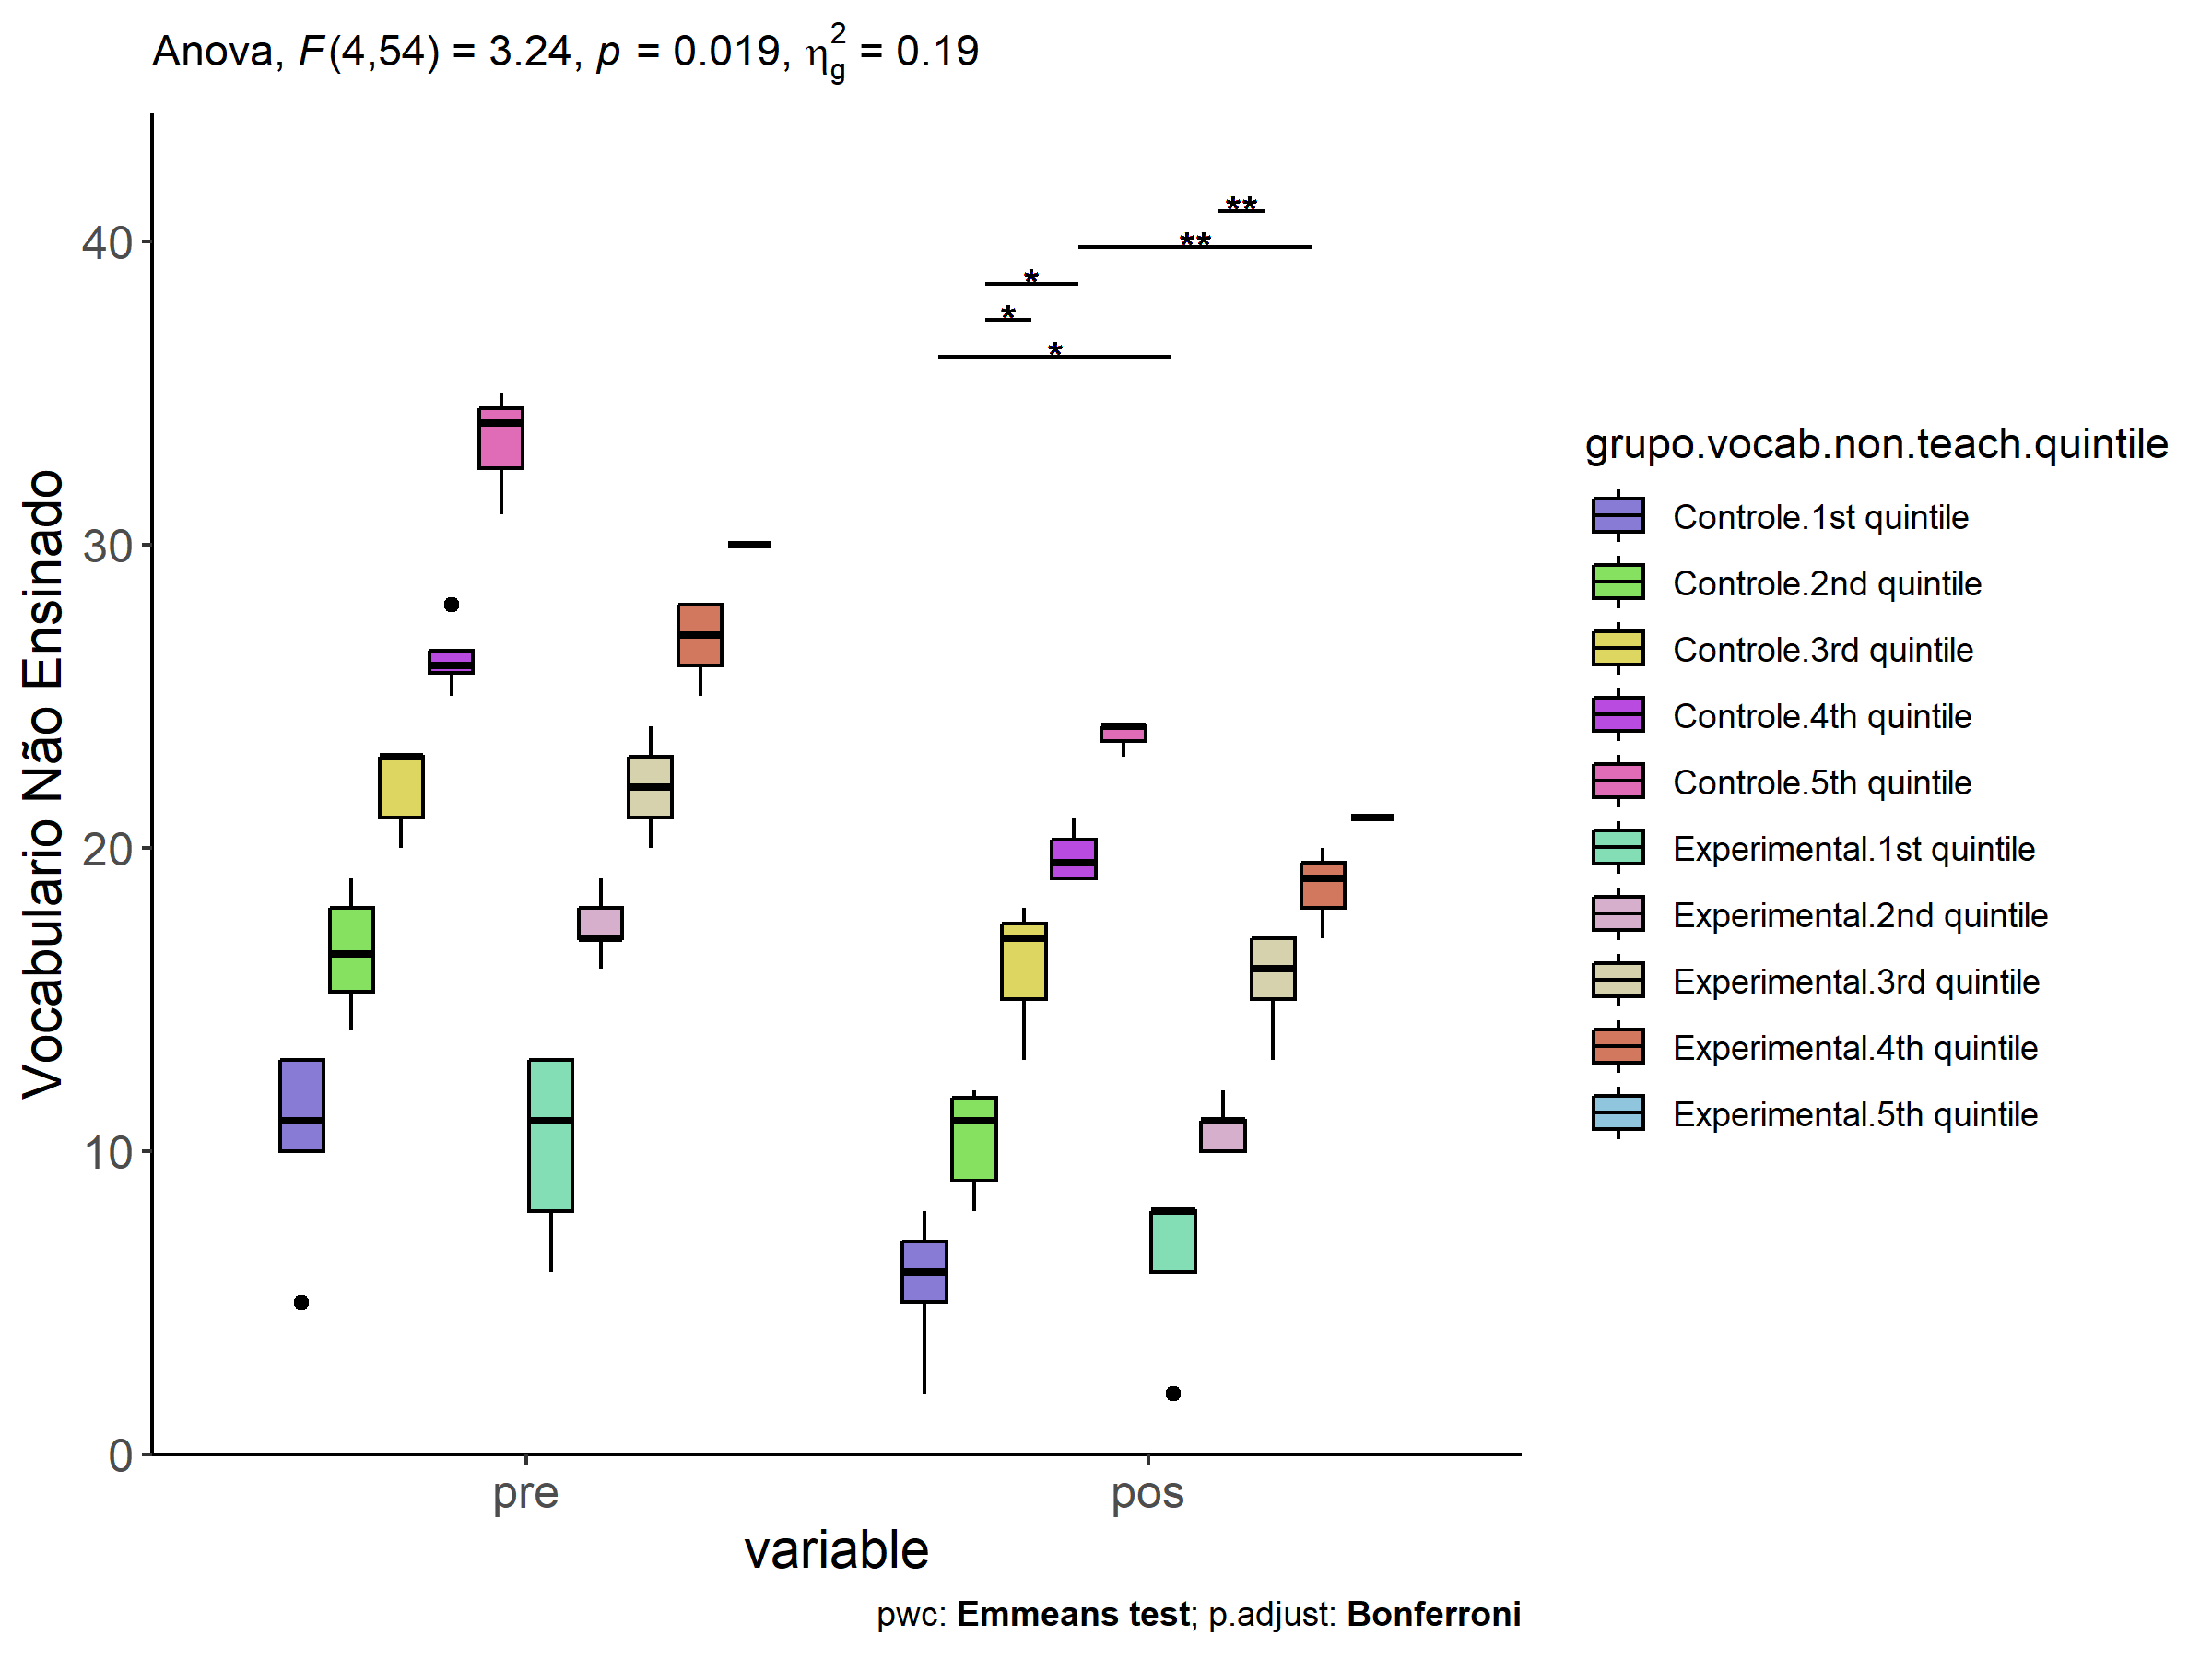 Anova, F(4,54) = 3.24, p = 0.019, η²g = 0.19
Vocabulario Não Ensinado
40
30
20
10
0
**
**
*
*
*
pre
pos
variable
pwc: Emmeans test; p.adjust: Bonferroni
grupo.vocab.non.teach.quintile
Controle.1st quintile
Controle.2nd quintile
Controle.3rd quintile
Controle.4th quintile
Controle.5th quintile
Experimental.1st quintile
Experimental.2nd quintile
Experimental.3rd quintile
Experimental.4th quintile
Experimental.5th quintile